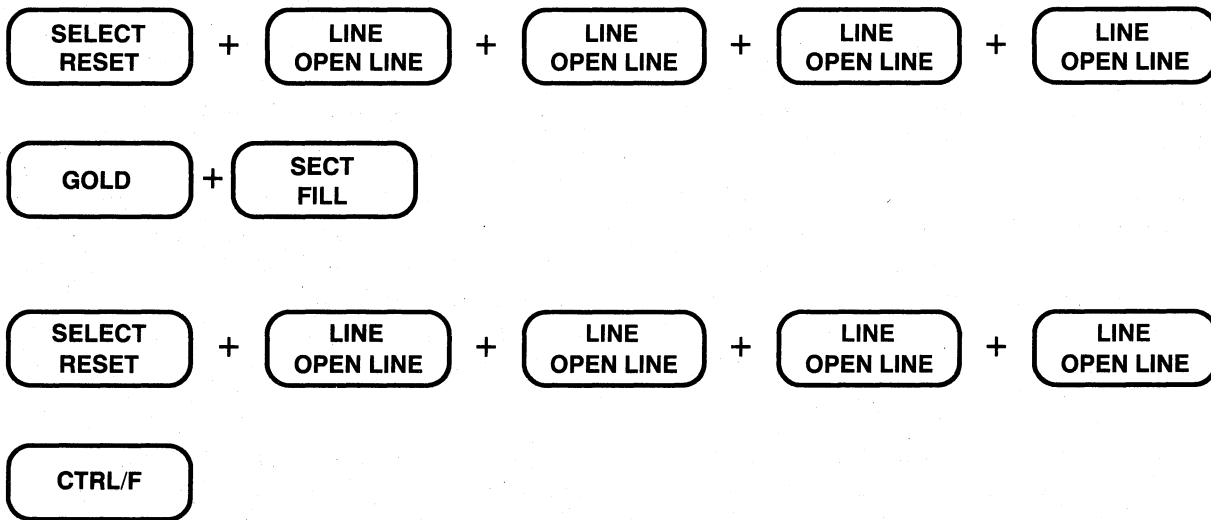 SELECT + LINE + LINE + LINE + LINE
RESET OPEN LINE OPEN LINE OPEN LINE OPEN LINE
GOLD + SECT
FILL
SELECT + LINE + LINE + LINE + LINE
RESET OPEN LINE OPEN LINE OPEN LINE OPEN LINE
CTRL/F